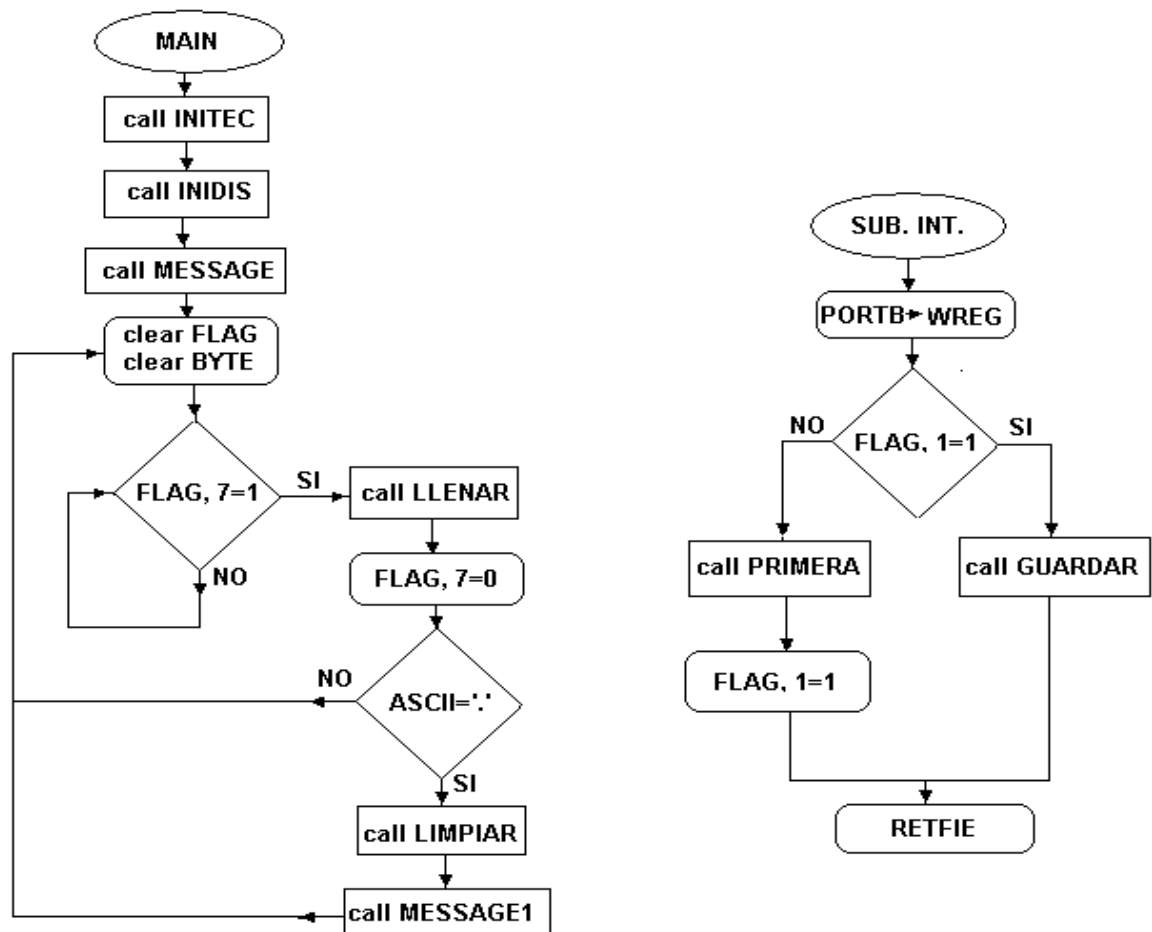 MAIN
call INITEC
call INIDIS
call MESSAGE
clear FLAG
clear BYTE
FLAG, 7=1
SI
NO
call LLENAR
FLAG, 7=0
ASCII='.'
NO
SI
call LIMPIAR
call MESSAGE1
SUB. INT.
PORTB WREG
FLAG, 1=1
NO
SI
call PRIMERA
call GUARDAR
FLAG, 1=1
RETFIE